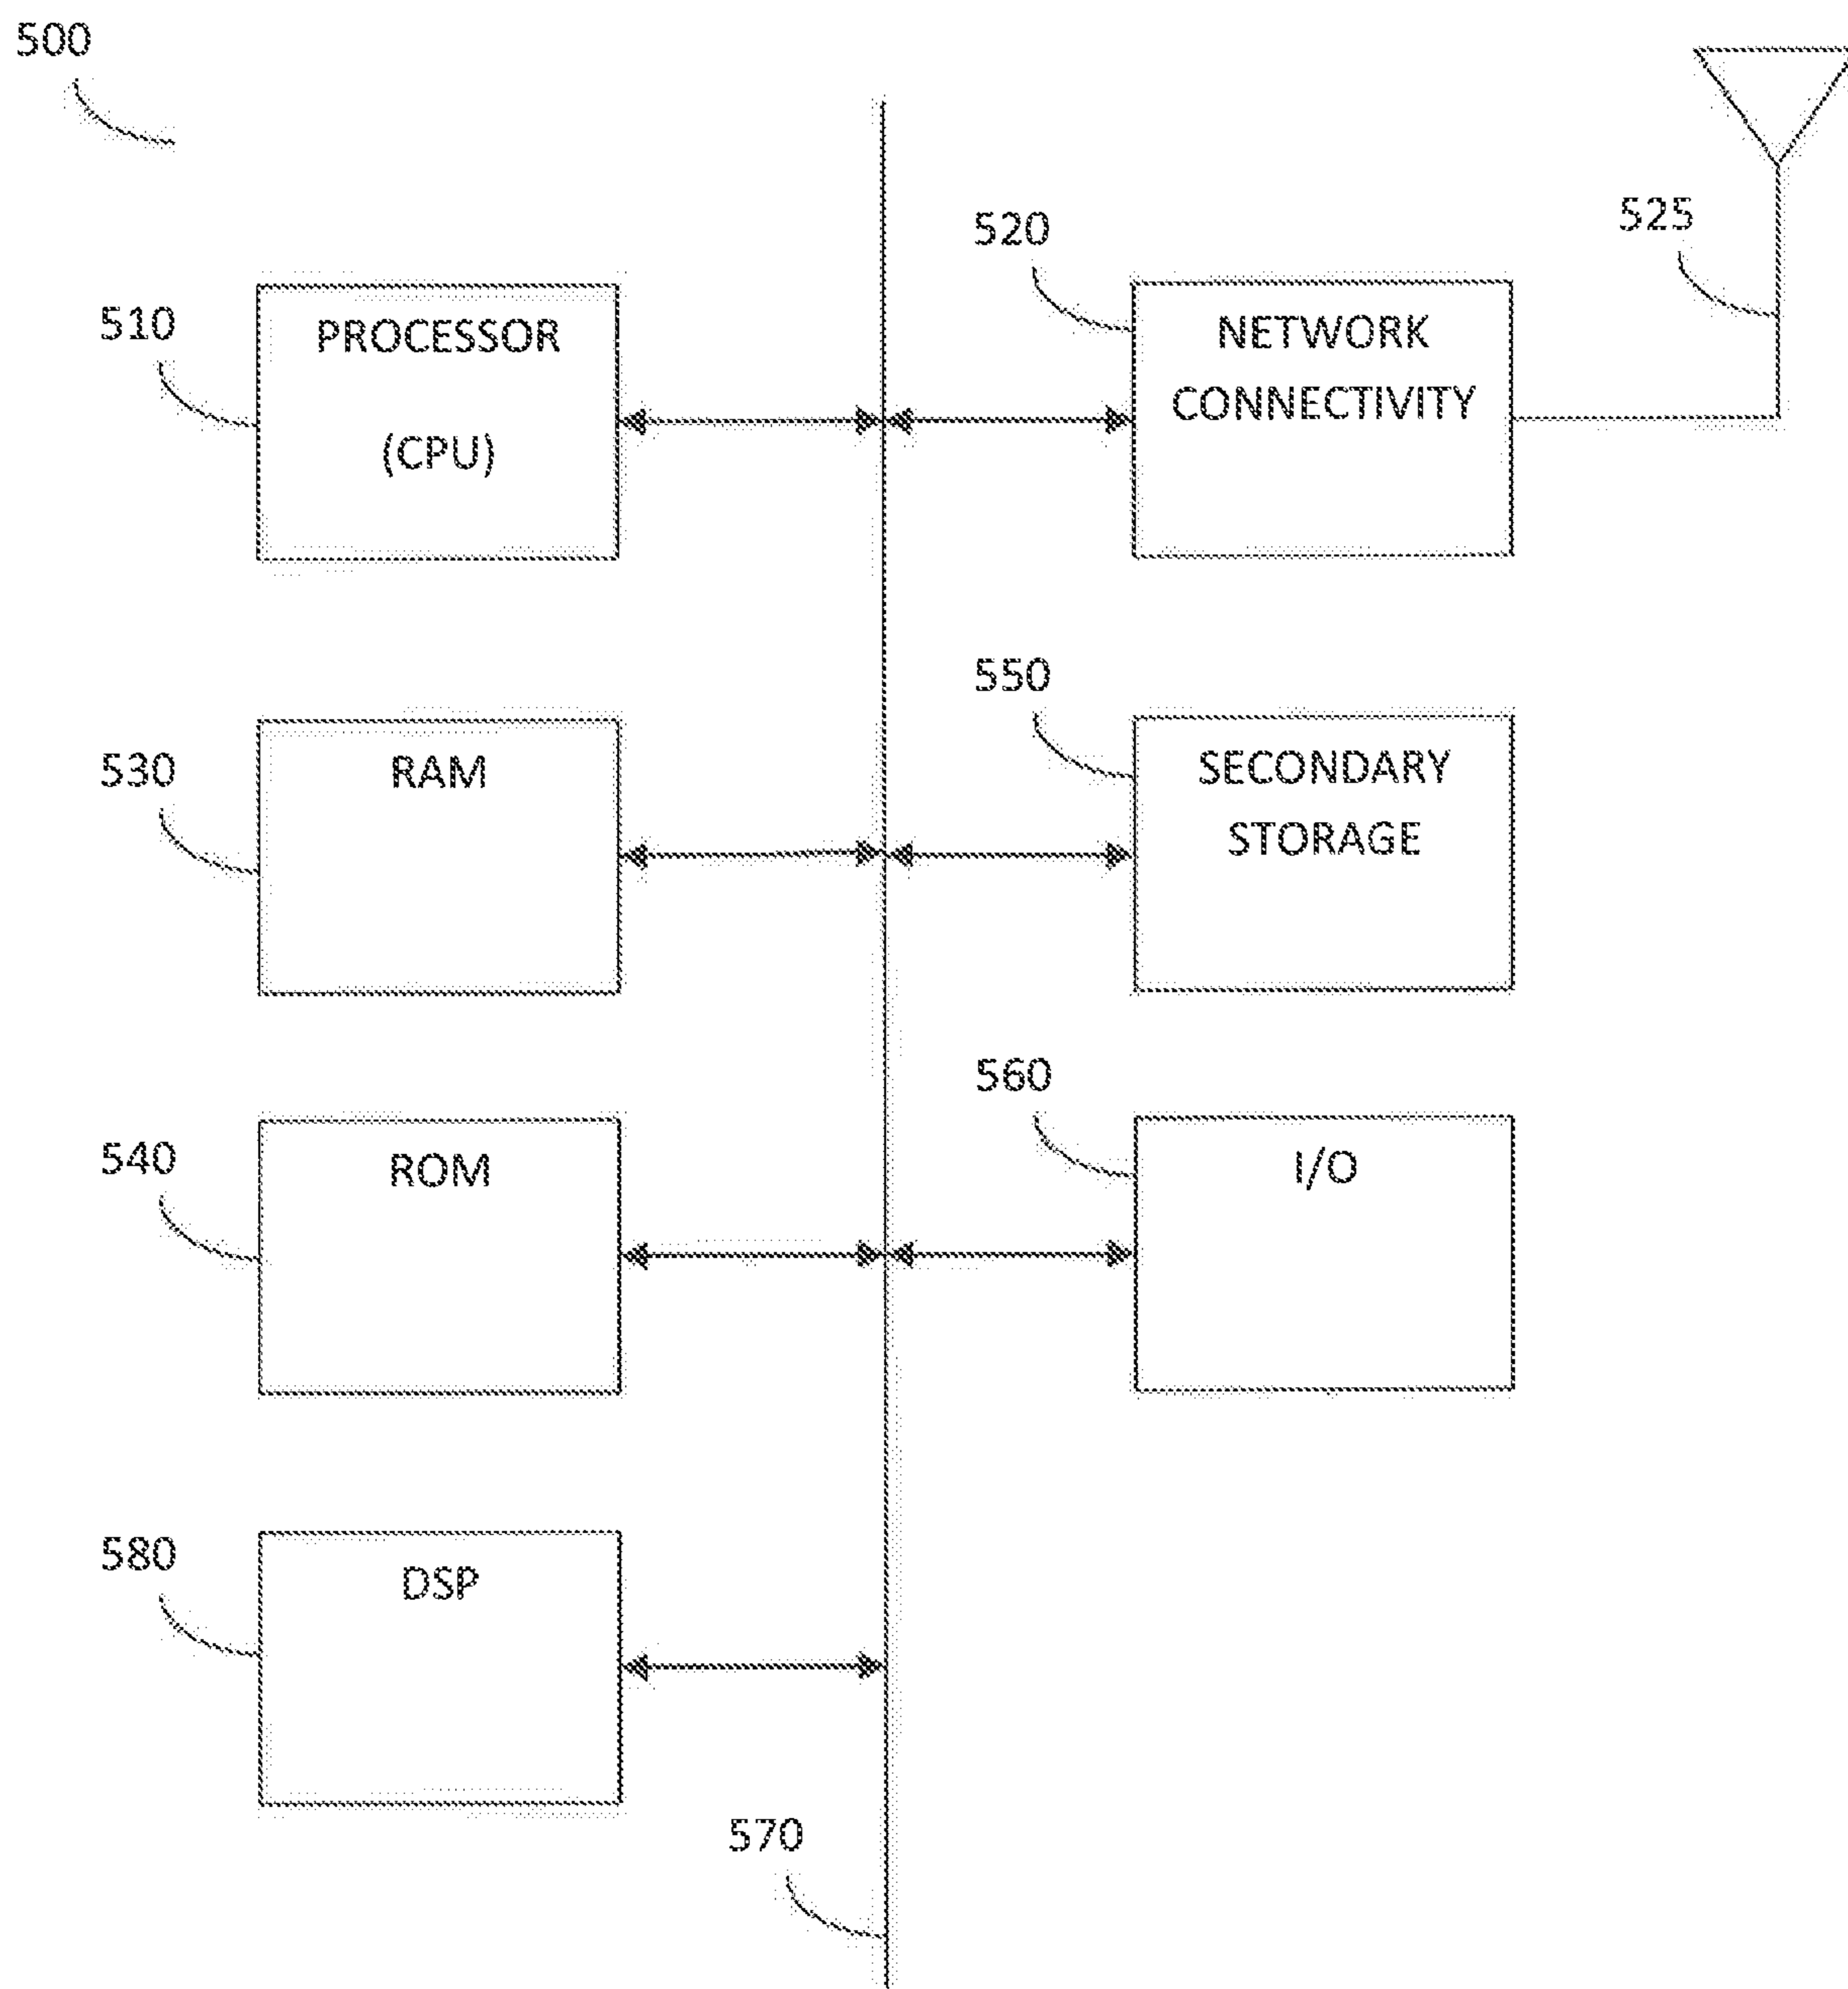 500
525
520
510
PROCESSOR
(CPU)
NETWORK
CONNECTIVITY
550
530
RAM
SECONDARY
STORAGE
560
540
ROM
I/O
580
DSP
570